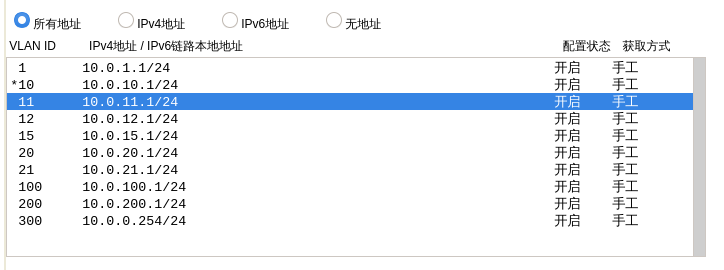 所有地址 IPv4地址 IPv6地址 无地址
VLAN ID IPv4地址 / IPv6链路本地地址 配置状态 获取方式
1 10.0.1.1/24 开启 手工
*10 10.0.10.1/24 开启 手工
11 10.0.11.1/24 开启 手工
12 10.0.12.1/24 开启 手工
15 10.0.15.1/24 开启 手工
20 10.0.20.1/24 开启 手工
21 10.0.21.1/24 开启 手工
100 10.0.100.1/24 开启 手工
200 10.0.200.1/24 开启 手工
300 10.0.0.254/24 开启 手工